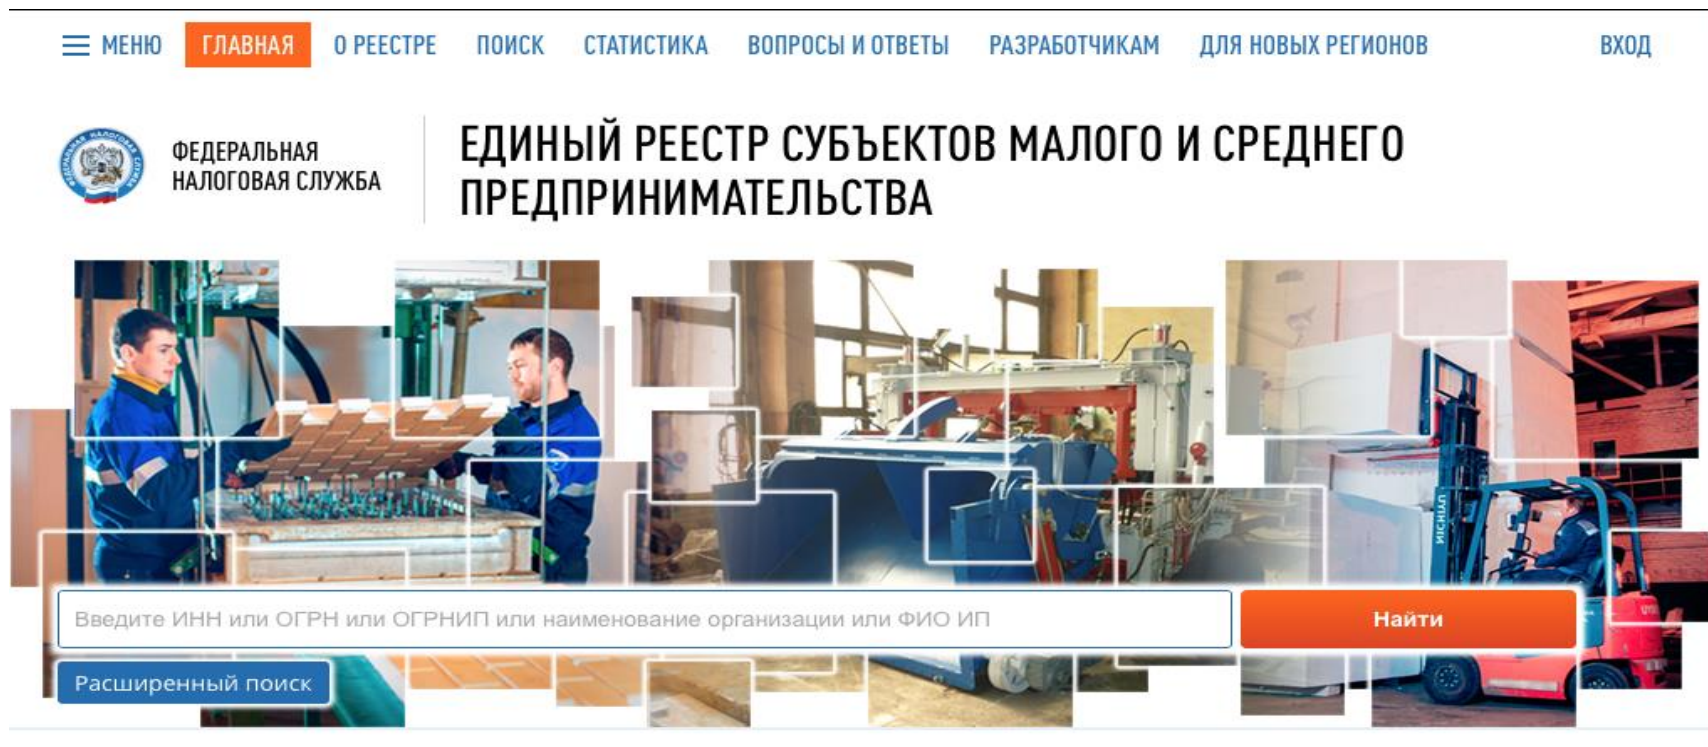 МЕНЮ ГЛАВНАЯ О РЕЕСТРЕ ПОИСК СТАТИСТИКА ВОПРОСЫ И ОТВЕТЫ РАЗРАБОТЧИКАМ ДЛЯ НОВЫХ РЕГИОНОВ ВХОД
ФЕДЕРАЛЬНАЯ
НАЛОГОВАЯ СЛУЖБА
ЕДИНЫЙ РЕЕСТР СУБЪЕКТОВ МАЛОГО И СРЕДНЕГО
ПРЕДПРИНИМАТЕЛЬСТВА
Введите ИНН или ОГРН или ОГРНИП или наименование организации или ФИО ИП
Найти
Расширенный поиск